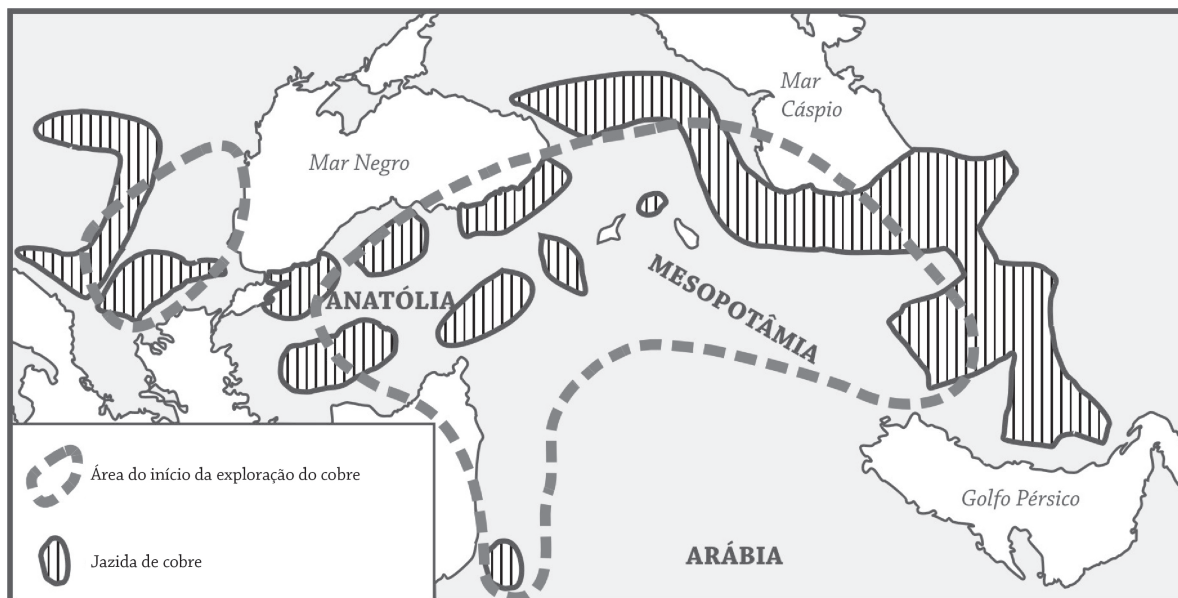 Mar
Cáspio
Mar Negro
ANATÓLIA
MESOPOTÂMIA
Área do início da exploração do cobre
Jazida de cobre
Golfo Pérsico
ARÁBIA